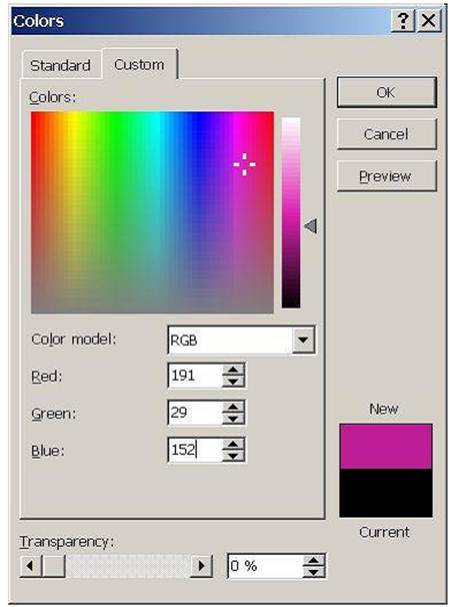 Colors
Standard
Custom
Colors:
OK
Cancel
Preview
Color model:
RGB
Red:
191
Green:
29
Blue:
152
New
Current
Transparency:
0 %